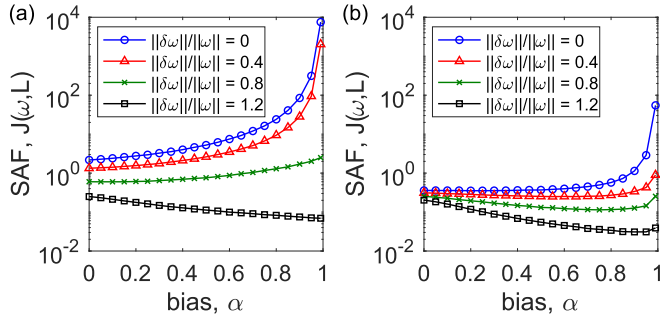 (a)
SAF, J(ω,L)
10^4
10^2
10^0
10^-2
||δω||/||ω|| = 0
||δω||/||ω|| = 0.4
||δω||/||ω|| = 0.8
||δω||/||ω|| = 1.2
0 0.2 0.4 0.6 0.8 1
bias, α
(b)
SAF, J(ω,L)
10^4
10^2
10^0
10^-2
||δω||/||ω|| = 0
||δω||/||ω|| = 0.4
||δω||/||ω|| = 0.8
||δω||/||ω|| = 1.2
0 0.2 0.4 0.6 0.8 1
bias, α